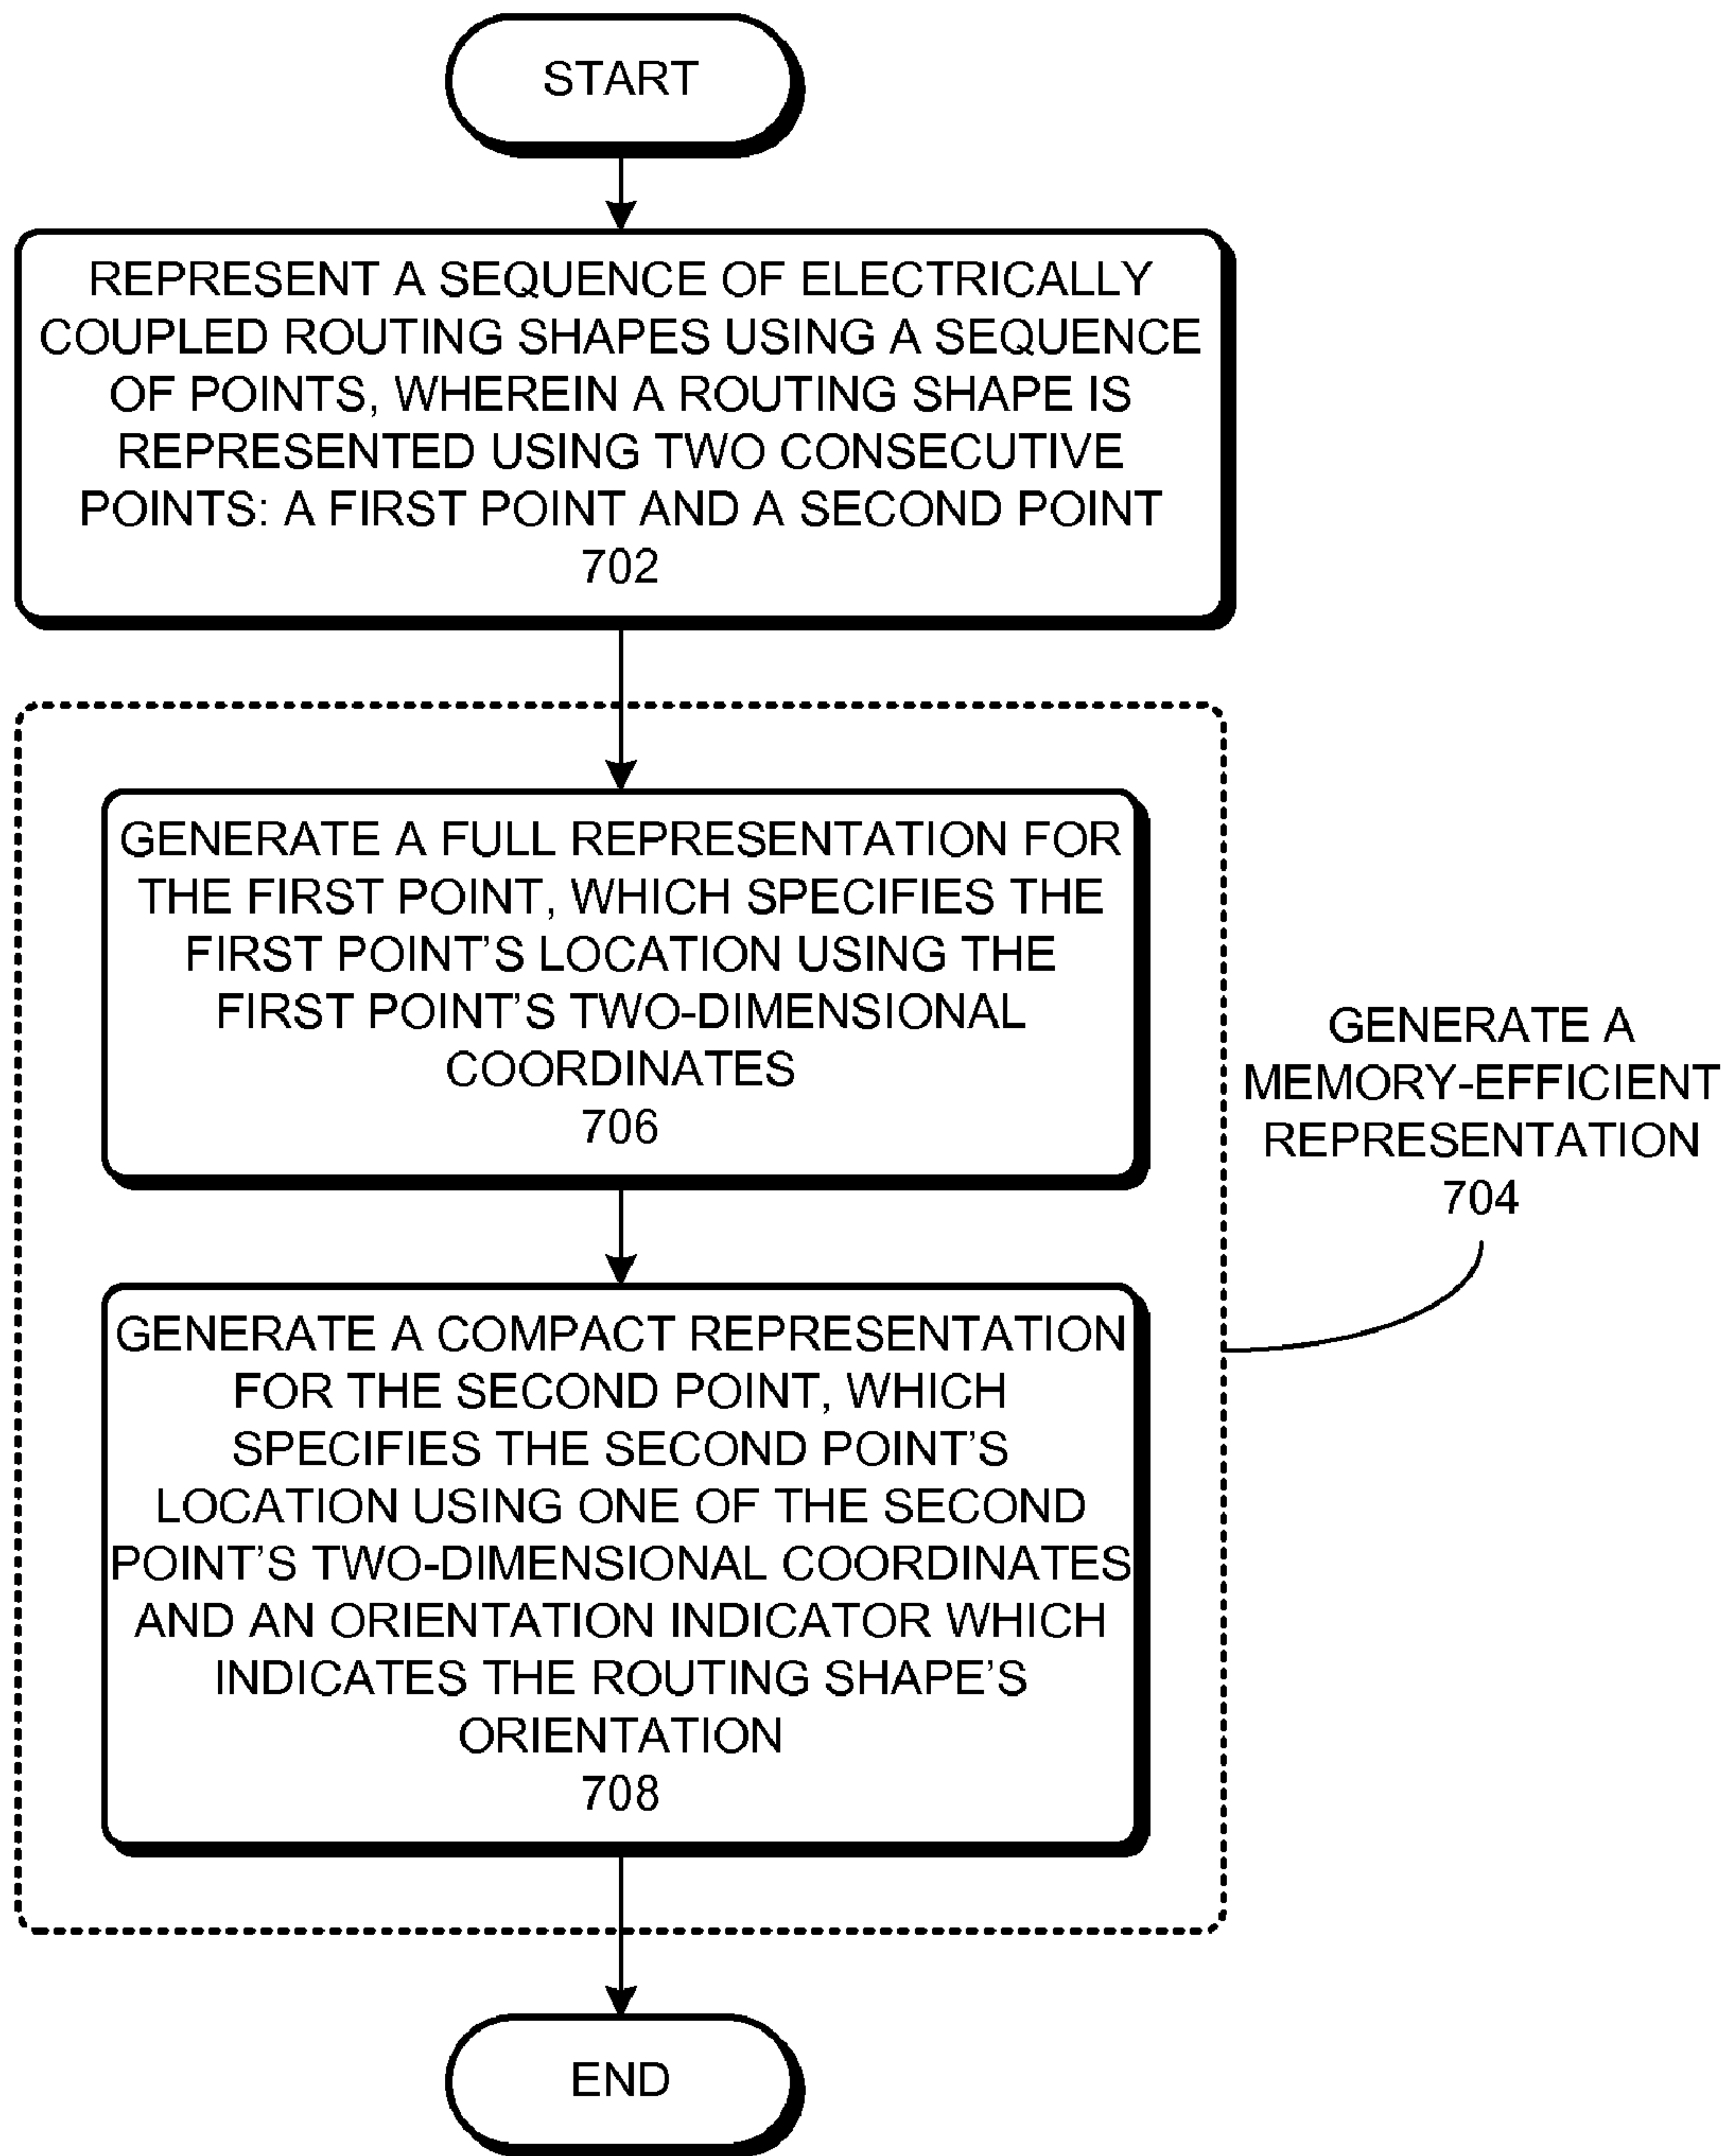 START
REPRESENT A SEQUENCE OF ELECTRICALLY
COUPLED ROUTING SHAPES USING A SEQUENCE
OF POINTS, WHEREIN A ROUTING SHAPE IS
REPRESENTED USING TWO CONSECUTIVE
POINTS: A FIRST POINT AND A SECOND POINT
702
GENERATE A FULL REPRESENTATION FOR
THE FIRST POINT, WHICH SPECIFIES THE
FIRST POINT’S LOCATION USING THE
FIRST POINT’S TWO-DIMENSIONAL
COORDINATES
706
GENERATE A
MEMORY-EFFICIENT
REPRESENTATION
704
GENERATE A COMPACT REPRESENTATION
FOR THE SECOND POINT, WHICH
SPECIFIES THE SECOND POINT’S
LOCATION USING ONE OF THE SECOND
POINT’S TWO-DIMENSIONAL COORDINATES
AND AN ORIENTATION INDICATOR WHICH
INDICATES THE ROUTING SHAPE’S
ORIENTATION
708
END